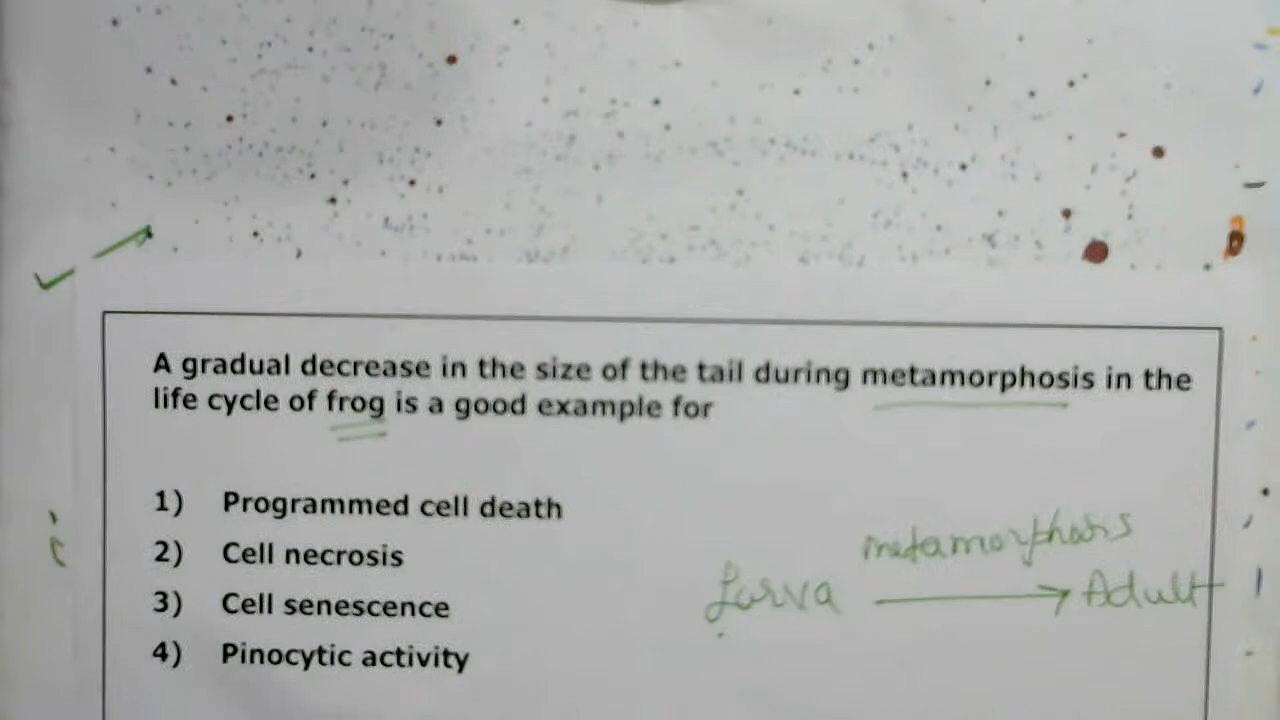 A gradual decrease in the size of the tail during metamorphosis in the
life cycle of frog is a good example for
1) Programmed cell death
2) Cell necrosis
3) Cell senescence
4) Pinocytic activity
metamorphosis
Larva → Adult